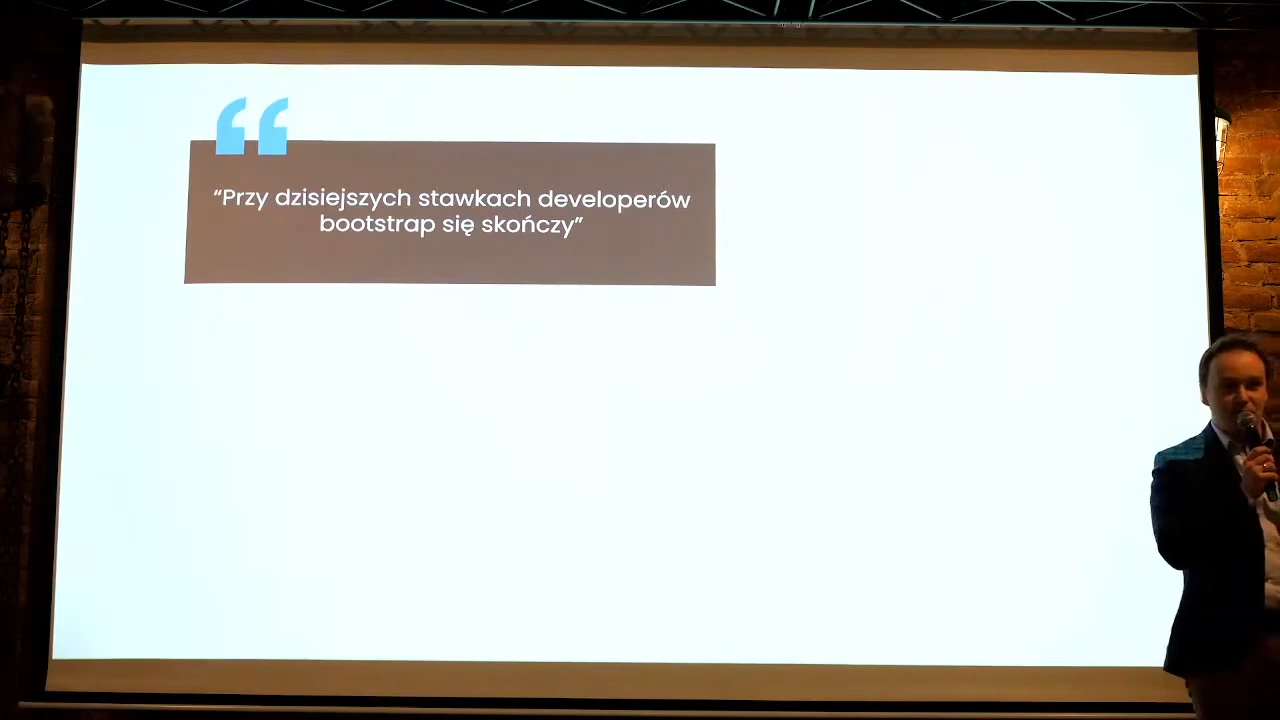 “Przy dzisiejszych stawkach developerów
bootstrap się skończy”